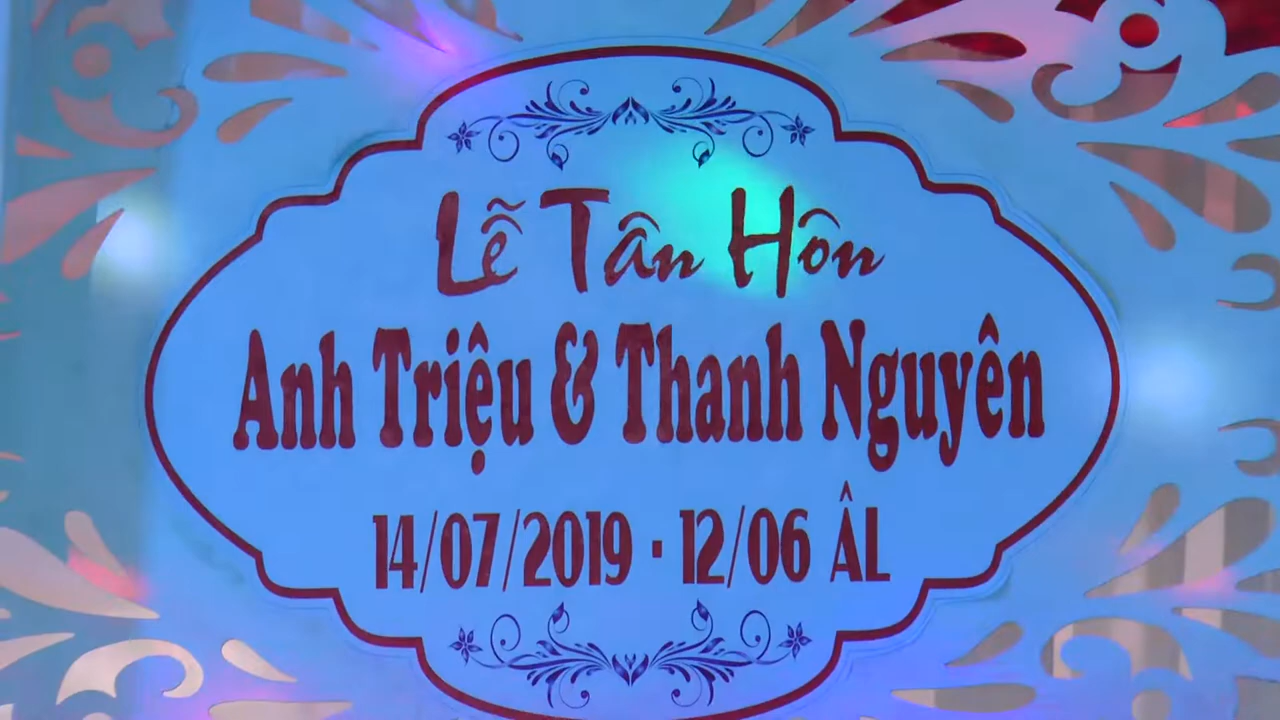 Lễ Tân Hôn
Anh Triệu & Thanh Nguyên
14/07/2019 · 12/06 ÂL